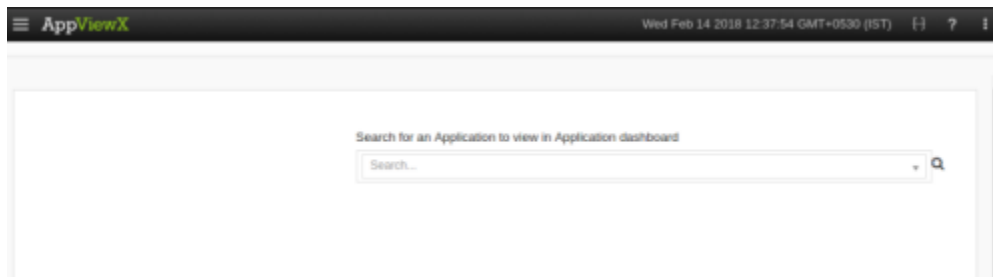 AppViewX Wed Feb 14 2018 12:37:54 GMT+0530 (IST) ?
Search for an Application to view in Application dashboard
Search...